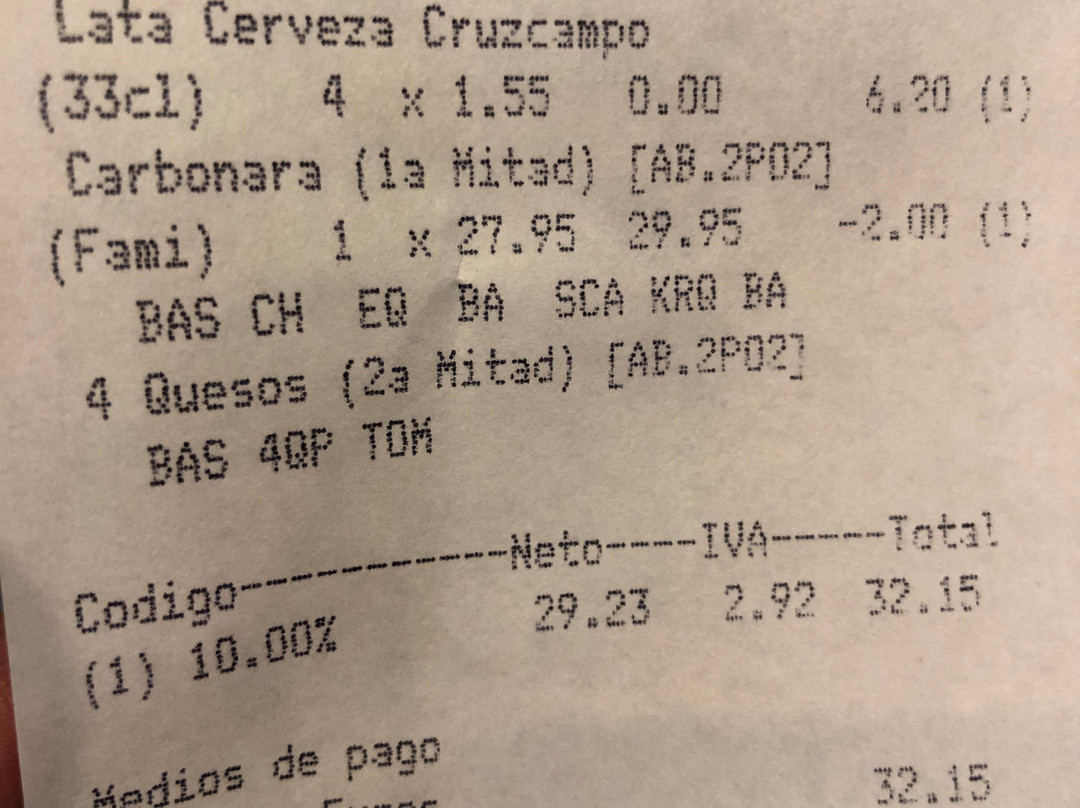 Lata Cerveza Cruzcampo
(33cl) 4 x 1.55 0.00 6.20 (1)
Carbonara (1a Mitad) [AB.2PO2]
(Fami) 1 x 27.95 29.95 -2.00 (1)
BAS CH EQ BA SCA KRQ BA
4 Quesos (2a Mitad) [AB.2PO2]
BAS 4QP TOM
Codigo-----------Neto----IVA-----Total
(1) 10.00% 29.23 2.92 32.15
Medios de pago
32.15